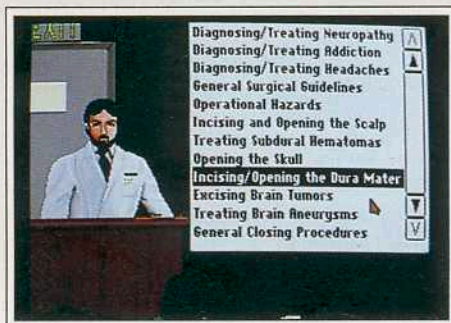 EXIT
Diagnosing/Treating Neuropathy
Diagnosing/Treating Addiction
Diagnosing/Treating Headaches
General Surgical Guidelines
Operational Hazards
Incising and Opening the Scalp
Treating Subdural Hematomas
Opening the Skull
Incising/Opening the Dura Mater
Excising Brain Tumors
Treating Brain Aneurysms
General Closing Procedures